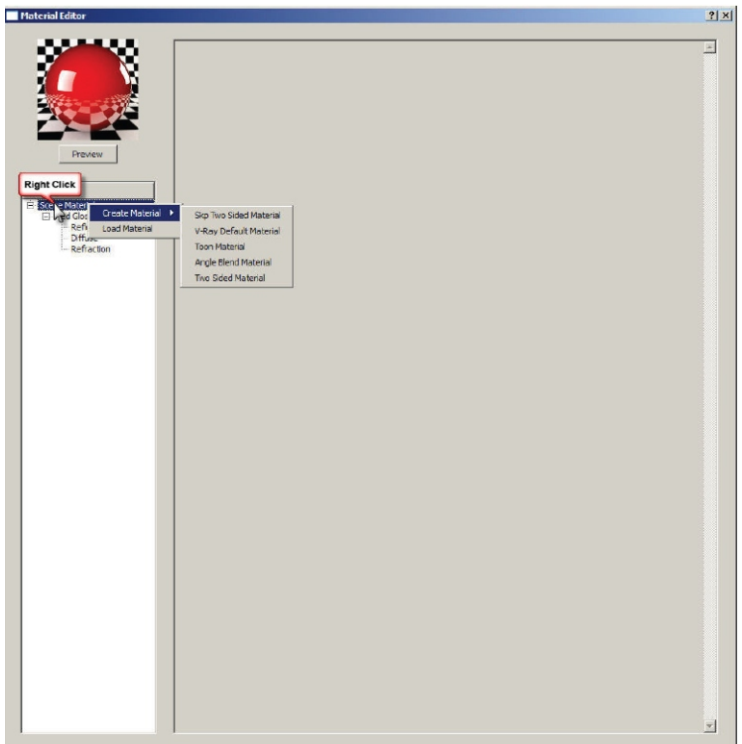 Material Editor
Preview
Right Click
Create Material
Load Material
Diffuse
Refraction
Skp Two Sided Material
V-Ray Default Material
Toon Material
Angle Blend Material
Two Sided Material